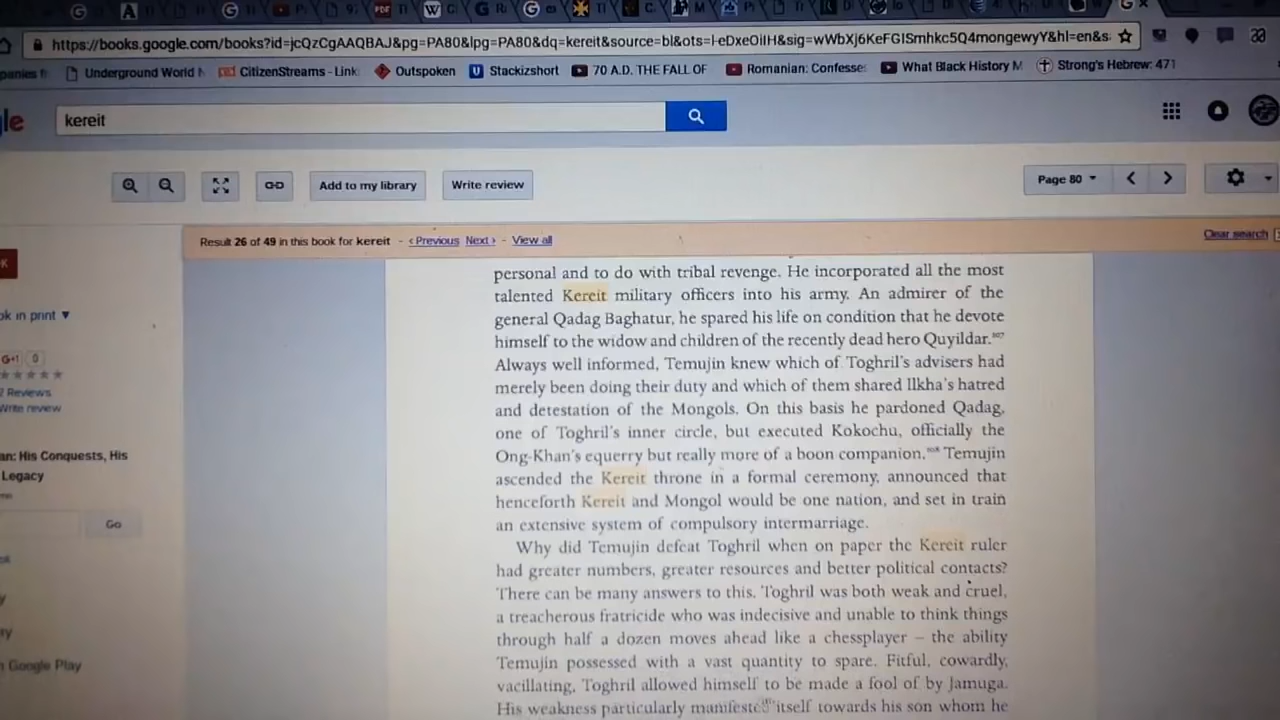 https://books.google.com/books?id=jcQzCgAAQBAJ&pg=PA80&lpg=PA80&dq=kereit&source=bl&ots=l-eDxeOilH&sig=wWbXj6KeFGISmhkc5Q4mongewyY&hl=en&s
Underground World CitizenStreams - Link Outspoken Stackizshort 70 A.D. THE FALL OF Romanian: Confesse What Black History M Strong's Hebrew: 471
kereit
Add to my library Write review Page 80
Result 26 of 49 in this book for kereit - ‹ Previous Next › - View all Clear search
ok in print ▼
G+1 0
Reviews
Write review
an: His Conquests, His
Legacy
Go
n Google Play
personal and to do with tribal revenge. He incorporated all the most
talented Kereit military officers into his army. An admirer of the
general Qadag Baghatur, he spared his life on condition that he devote
himself to the widow and children of the recently dead hero Quyildar.
Always well informed, Temujin knew which of Toghril's advisers had
merely been doing their duty and which of them shared Ilkha's hatred
and detestation of the Mongols. On this basis he pardoned Qadag,
one of Toghril's inner circle, but executed Kokochu, officially the
Ong-Khan's equerry but really more of a boon companion. Temujin
ascended the Kereit throne in a formal ceremony, announced that
henceforth Kereit and Mongol would be one nation, and set in train
an extensive system of compulsory intermarriage.
Why did Temujin defeat Toghril when on paper the Kereit ruler
had greater numbers, greater resources and better political contacts?
There can be many answers to this. Toghril was both weak and cruel,
a treacherous fratricide who was indecisive and unable to think things
through half a dozen moves ahead like a chessplayer – the ability
Temujin possessed with a vast quantity to spare. Fitful, cowardly,
vacillating, Toghril allowed himself to be made a fool of by Jamuga.
His weakness particularly manifested itself towards his son whom he